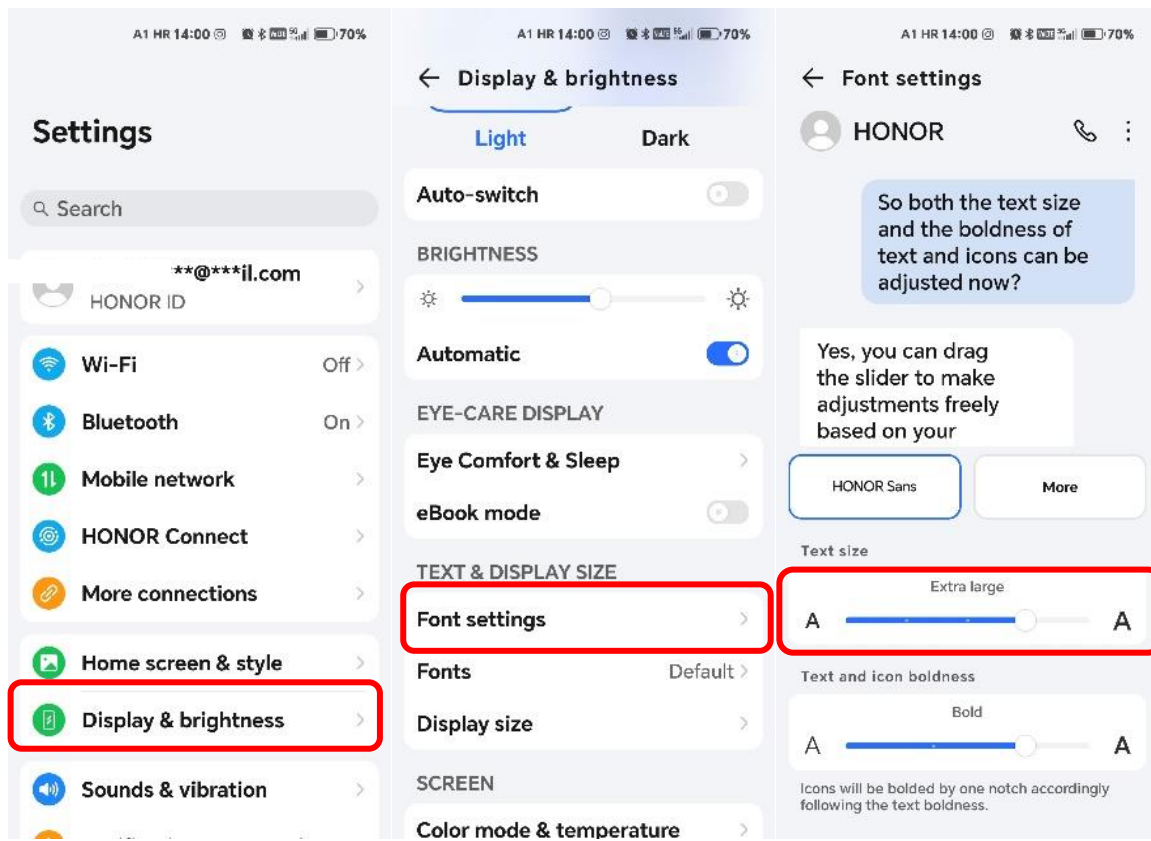 A1 HR 14:00 70%
Settings
Search
**@***il.com
HONOR ID
Wi-Fi Off
Bluetooth On
Mobile network
HONOR Connect
More connections
Home screen & style
Display & brightness
Sounds & vibration
A1 HR 14:00 70%
Display & brightness
Light Dark
Auto-switch
BRIGHTNESS
Automatic
EYE-CARE DISPLAY
Eye Comfort & Sleep
eBook mode
TEXT & DISPLAY SIZE
Font settings
Fonts Default
Display size
SCREEN
Color mode & temperature
A1 HR 14:00 70%
Font settings
HONOR
So both the text size
and the boldness of
text and icons can be
adjusted now?
Yes, you can drag
the slider to make
adjustments freely
based on your
HONOR Sans More
Text size
Extra large
A A
Text and icon boldness
Bold
A A
Icons will be bolded by one notch accordingly
following the text boldness.